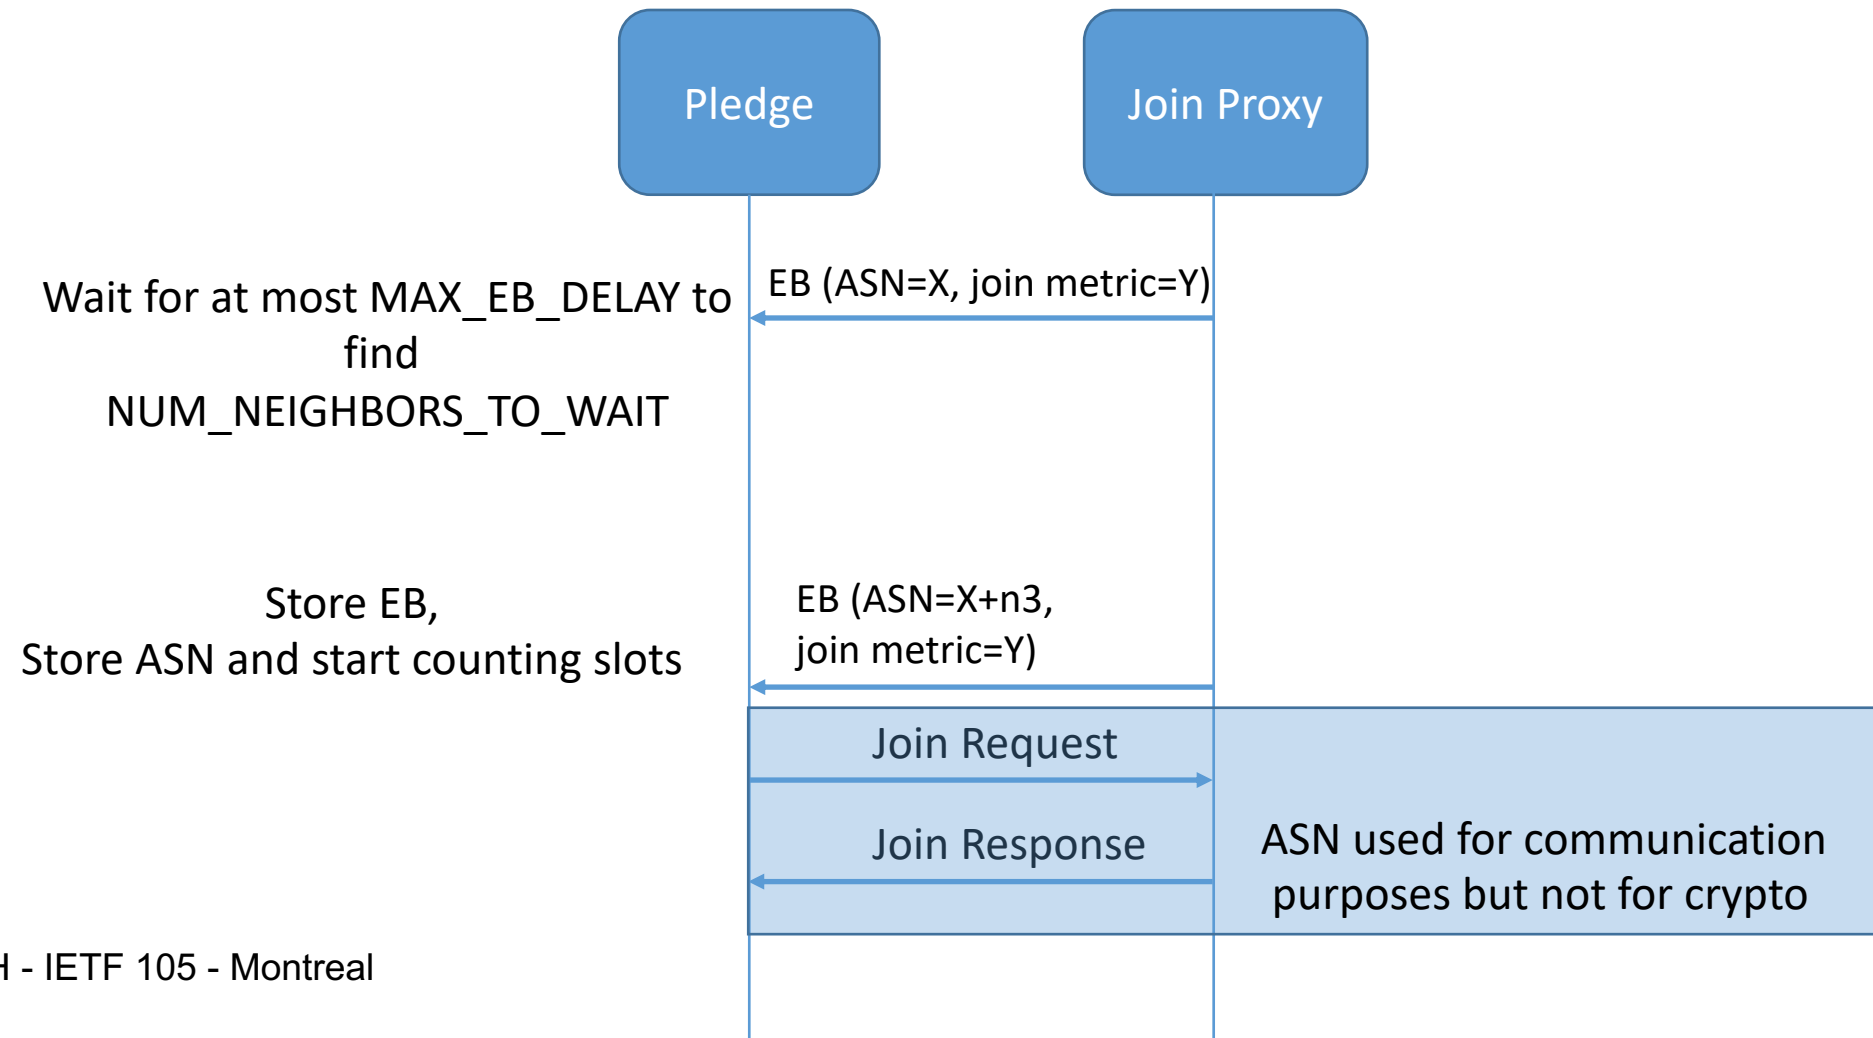 Pledge
Join Proxy
EB (ASN=X, join metric=Y)
Wait for at most MAX_EB_DELAY to
find
NUM_NEIGHBORS_TO_WAIT
EB (ASN=X+n3,
join metric=Y)
Store EB,
Store ASN and start counting slots
Join Request
Join Response
ASN used for communication
purposes but not for crypto
- IETF 105 - Montreal